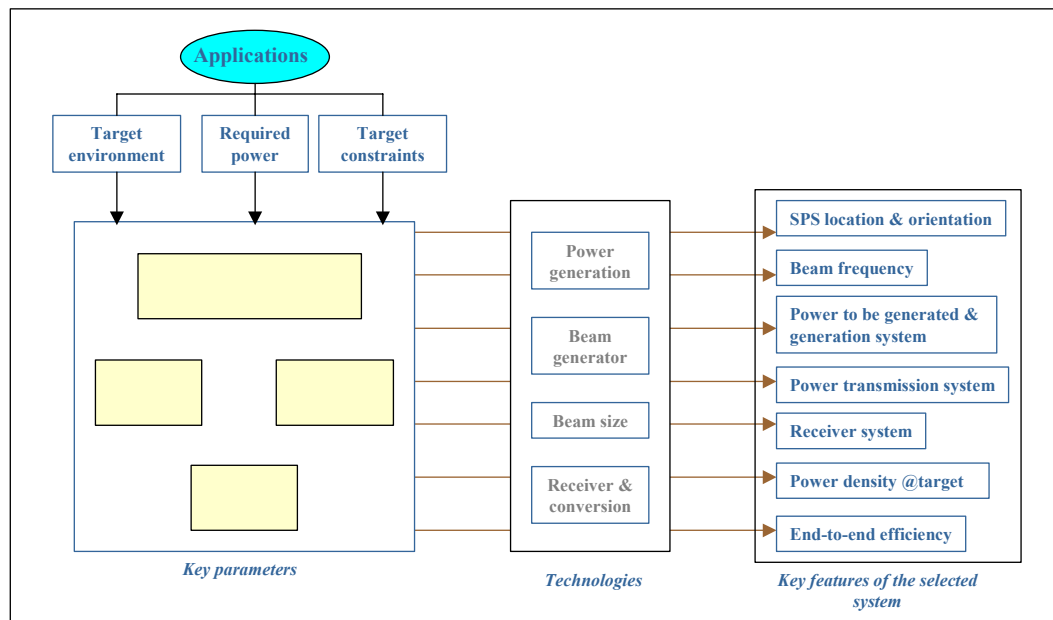 Applications
Target
environment
Required
power
Target
constraints
Power
generation
Beam
generator
Beam size
Receiver &
conversion
SPS location & orientation
Beam frequency
Power to be generated &
generation system
Power transmission system
Receiver system
Power density @target
End-to-end efficiency
Key parameters
Technologies
Key features of the selected
system